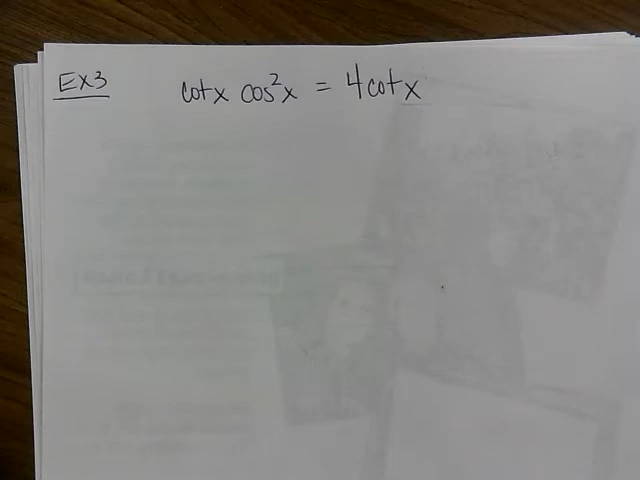 Ex3 cotx cos²x = 4cotx